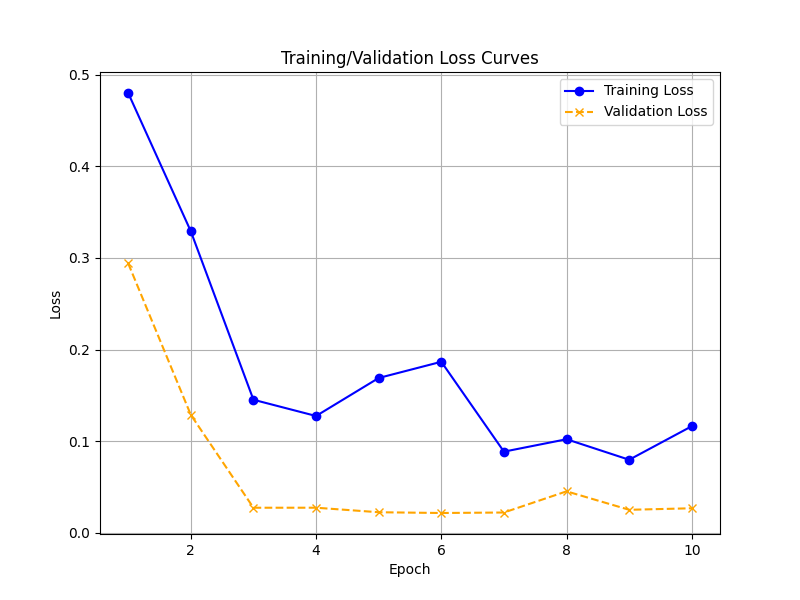 Training/Validation Loss Curves
Training Loss
Validation Loss
0.5
0.4
0.3
0.2
0.1
0.0
Loss
2
4
6
8
10
Epoch